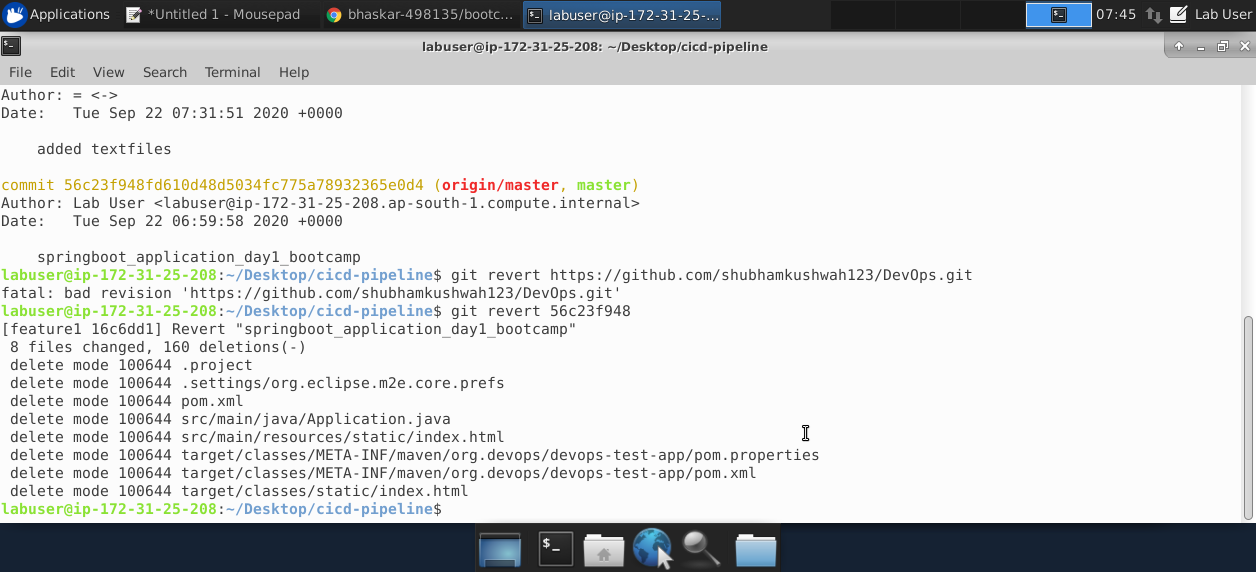 Applications
*Untitled 1 - Mousepad
bhaskar-498135/bootc...
labuser@ip-172-31-25-...
07:45
Lab User
labuser@ip-172-31-25-208: ~/Desktop/cicd-pipeline
File Edit View Search Terminal Help
Author: = <->
Date:   Tue Sep 22 07:31:51 2020 +0000
    added textfiles
commit 56c23f948fd610d48d5034fc775a78932365e0d4 (origin/master, master)
Author: Lab User <labuser@ip-172-31-25-208.ap-south-1.compute.internal>
Date:   Tue Sep 22 06:59:58 2020 +0000
    springboot_application_day1_bootcamp
labuser@ip-172-31-25-208:~/Desktop/cicd-pipeline$ git revert https://github.com/shubhamkushwah123/DevOps.git
fatal: bad revision 'https://github.com/shubhamkushwah123/DevOps.git'
labuser@ip-172-31-25-208:~/Desktop/cicd-pipeline$ git revert 56c23f948
[feature1 16c6dd1] Revert "springboot_application_day1_bootcamp"
 8 files changed, 160 deletions(-)
 delete mode 100644 .project
 delete mode 100644 .settings/org.eclipse.m2e.core.prefs
 delete mode 100644 pom.xml
 delete mode 100644 src/main/java/Application.java
 delete mode 100644 src/main/resources/static/index.html
 delete mode 100644 target/classes/META-INF/maven/org.devops/devops-test-app/pom.properties
 delete mode 100644 target/classes/META-INF/maven/org.devops/devops-test-app/pom.xml
 delete mode 100644 target/classes/static/index.html
labuser@ip-172-31-25-208:~/Desktop/cicd-pipeline$